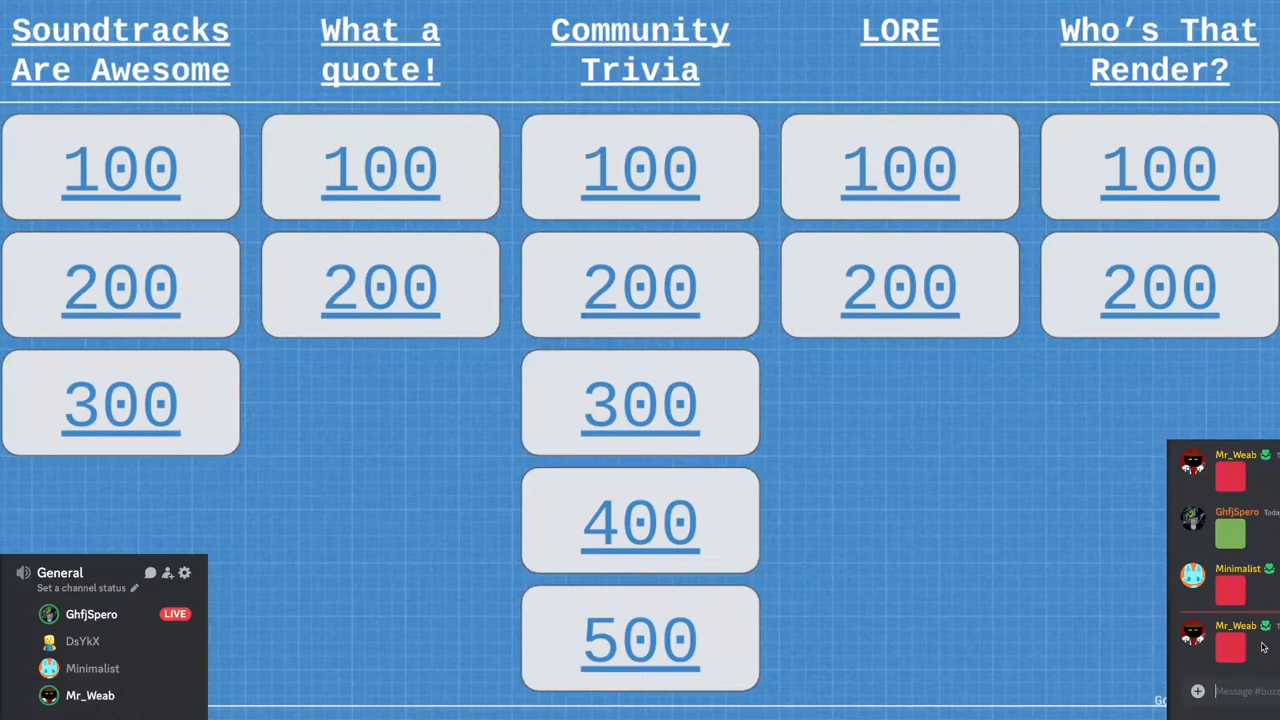 Soundtracks
Are Awesome
What a
quote!
Community
Trivia
LORE
Who’s That
Render?
100
100
100
100
100
200
200
200
200
200
300
300
400
500
General
Set a channel status
GhfjSpero
LIVE
DsYkX
Minimalist
Mr_Weab
Mr_Weab
GhfjSpero
Minimalist
Mr_Weab
Message #buzz